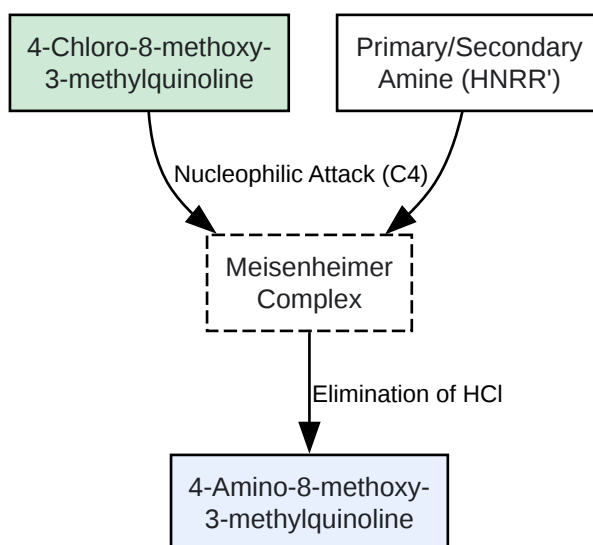 4-Chloro-8-methoxy-
3-methylquinoline
Primary/Secondary
Amine (HNRR')
Nucleophilic Attack (C4)
Meisenheimer
Complex
Elimination of HCl
4-Amino-8-methoxy-
3-methylquinoline